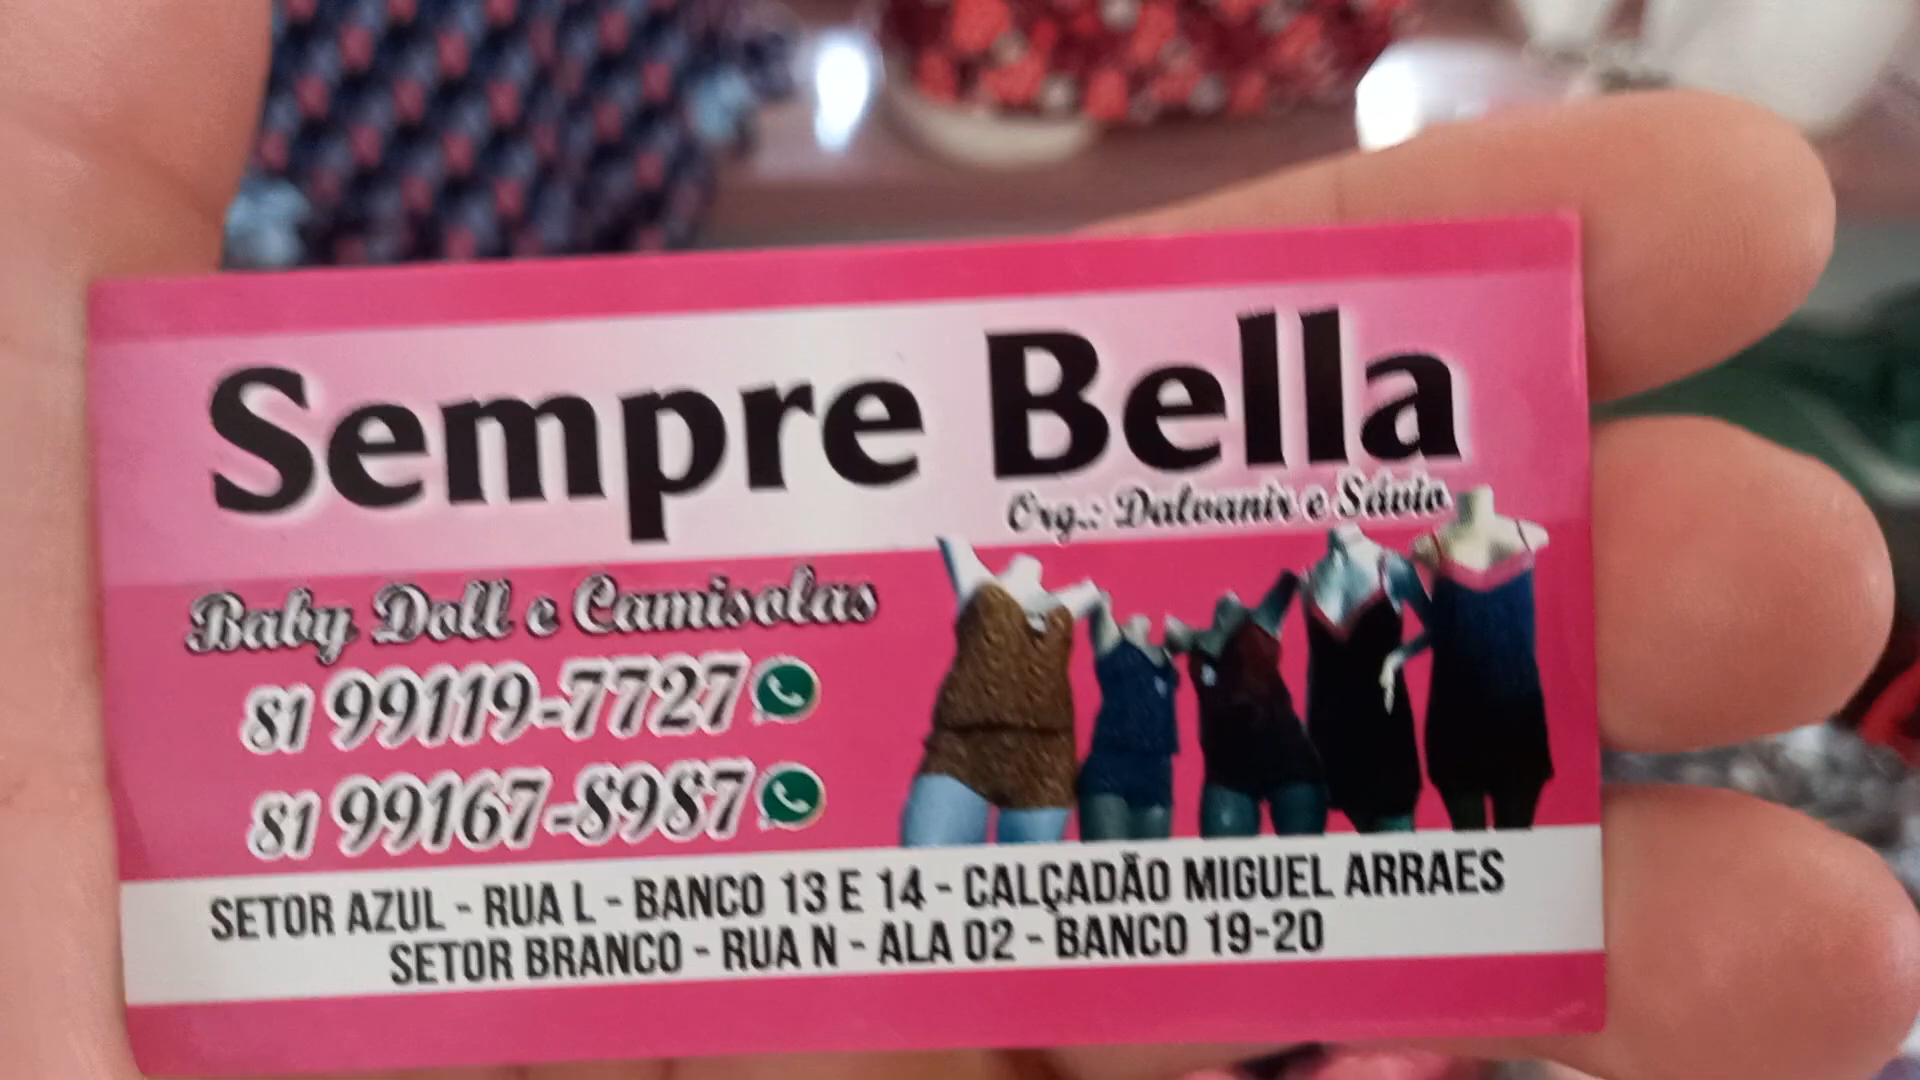 Sempre Bella
Org.: Dalvanir e Sávio
Baby Doll e Camisolas
81 99119-7727
81 99167-8987
SETOR AZUL - RUA L - BANCO 13 E 14 - CALÇADÃO MIGUEL ARRAES
SETOR BRANCO - RUA N - ALA 02 - BANCO 19-20